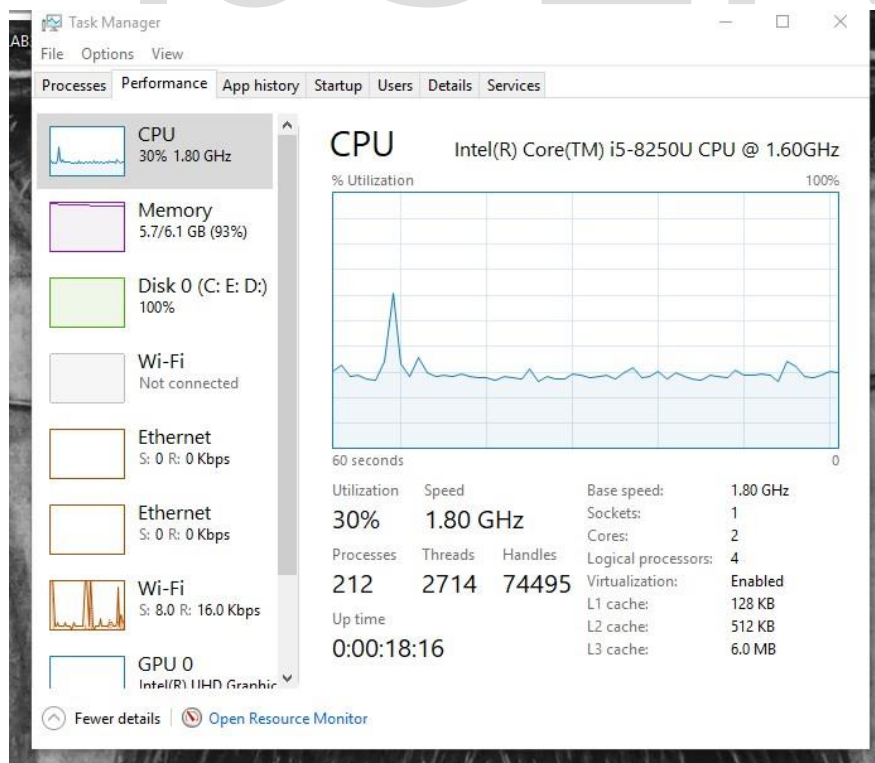 AB
Task Manager
File Options View
Processes Performance App history Startup Users Details Services
CPU
30% 1.80 GHz
Memory
5.7/6.1 GB (93%)
Disk 0 (C: E: D:)
100%
Wi-Fi
Not connected
Ethernet
S: 0 R: 0 Kbps
Ethernet
S: 0 R: 0 Kbps
Wi-Fi
S: 8.0 R: 16.0 Kbps
GPU 0
Intel(R) UHD Graphic
CPU Intel(R) Core(TM) i5-8250U CPU @ 1.60GHz
% Utilization 100%
60 seconds 0
Utilization Speed
30% 1.80 GHz
Processes Threads Handles
212 2714 74495
Up time
0:00:18:16
Base speed: 1.80 GHz
Sockets: 1
Cores: 2
Logical processors: 4
Virtualization: Enabled
L1 cache: 128 KB
L2 cache: 512 KB
L3 cache: 6.0 MB
Fewer details Open Resource Monitor